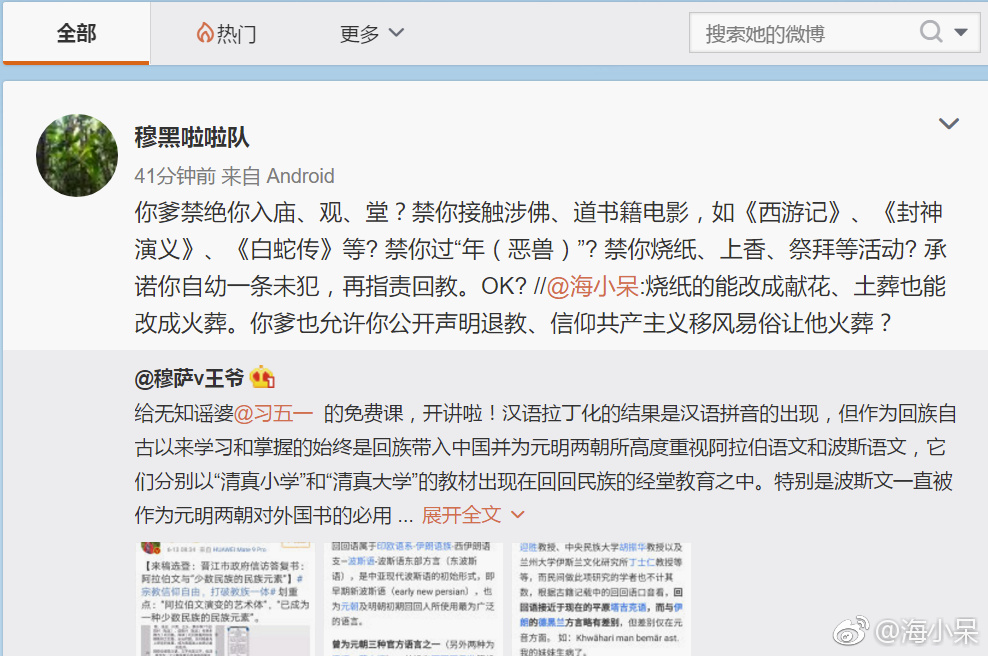 全部
热门
更多
搜索她的微博
穆黑啦啦队
41分钟前 来自 Android
你爹禁绝你入庙、观、堂？禁你接触涉佛、道书籍电影，如《西游记》、《封神
演义》、《白蛇传》等? 禁你过“年（恶兽）”? 禁你烧纸、上香、祭拜等活动? 承
诺你自幼一条未犯，再指责回教。OK? //@海小呆:烧纸的能改成献花、土葬也能
改成火葬。你爹也允许你公开声明退教、信仰共产主义移风易俗让他火葬？
@穆萨v王爷
给无知谣婆@习五一 的免费课，开讲啦！汉语拉丁化的结果是汉语拼音的出现，但作为回族自
古以来学习和掌握的始终是回族带入中国并为元明两朝所高度重视阿拉伯语文和波斯语文，它
们分别以“清真小学”和“清真大学”的教材出现在回回民族的经堂教育之中。特别是波斯文一直被
作为元明两朝对外国书的必用 ... 展开全文
6-13 08:24 来自 HUAWEI Mate 9 Pro
【来稿选登：晋江市政府信访答复书：
阿拉伯文与“少数民族的民族元素”】#
宗教信仰自由，打破教族一体# 划重
点：“阿拉伯文演变的艺术体”，“已成为
一种少数民族的民族元素”。
回回语属于印欧语系-伊朗语族-西伊朗语
支–波斯语-波斯语东部方言（东波斯
语），是中亚现代波斯语的初始形式，即
早期新波斯语（early new persian），也
为元朝及明朝初期回回人所使用最为广泛
的语言。
曾为元朝三种官方语言之一（另外两种为
迎胜教授、中央民族大学胡振华教授以及
兰州大学伊斯兰文化研究所丁士仁教授等
等，而民间做此项研究的学者也不计其
数，根据古籍记载中的回回语口音看，回
回语接近于现在的平原塔吉克语，而与伊
朗的德黑兰方言略有差别，但差别仅在元
音方面。如：Khwāhari man bemār ast.
我的妹妹生病了。
@海小呆